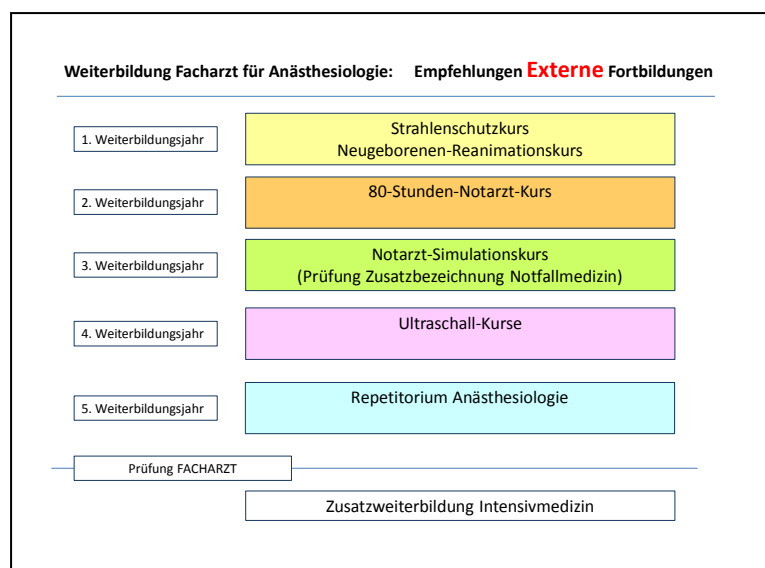 Weiterbildung Facharzt für Anästhesiologie: Empfehlungen Externe Fortbildungen
1. Weiterbildungsjahr
Strahlenschutzkurs
Neugeborenen-Reanimationskurs
2. Weiterbildungsjahr
80-Stunden-Notarzt-Kurs
3. Weiterbildungsjahr
Notarzt-Simulationskurs
(Prüfung Zusatzbezeichnung Notfallmedizin)
4. Weiterbildungsjahr
Ultraschall-Kurse
5. Weiterbildungsjahr
Repetitorium Anästhesiologie
Prüfung FACHARZT
Zusatzweiterbildung Intensivmedizin